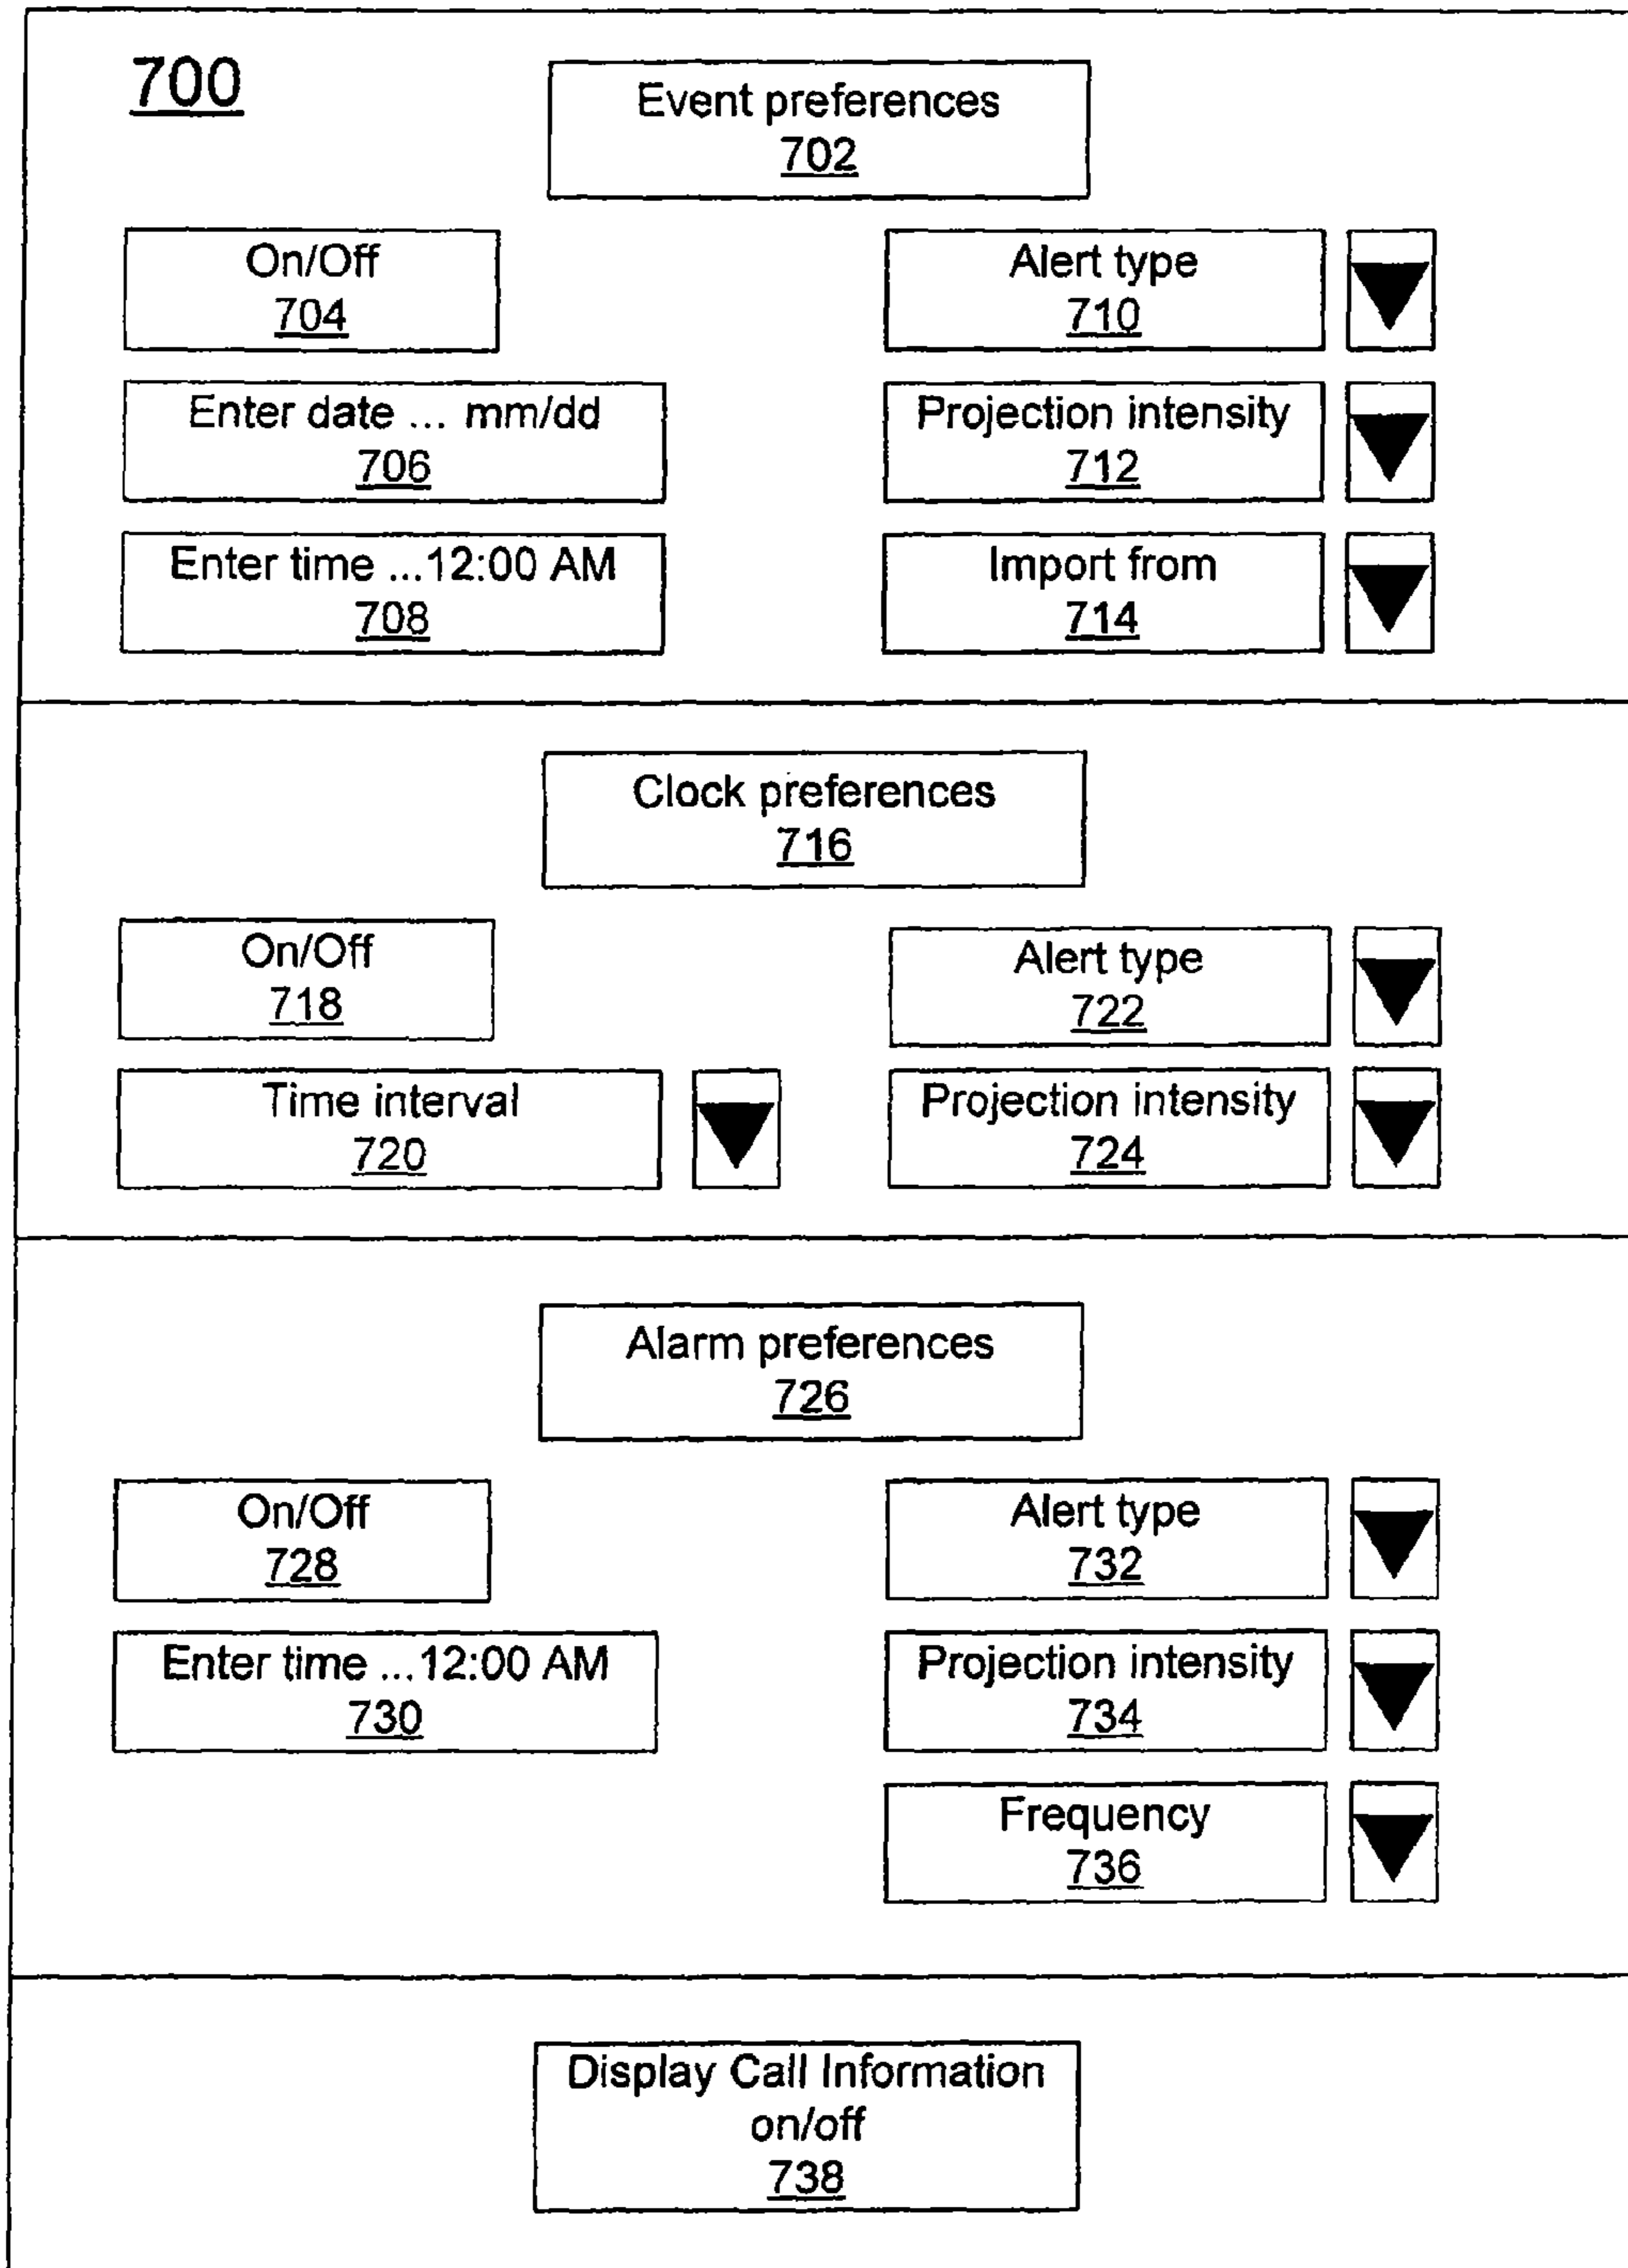 700
Event preferences
702
On/Off
704
Alert type
710
Enter date ... mm/dd
706
Projection intensity
712
Enter time ...12:00 AM
708
Import from
714
Clock preferences
716
On/Off
718
Alert type
722
Time interval
720
Projection intensity
724
Alarm preferences
726
On/Off
728
Alert type
732
Enter time ...12:00 AM
730
Projection intensity
734
Frequency
736
Display Call Information
on/off
738